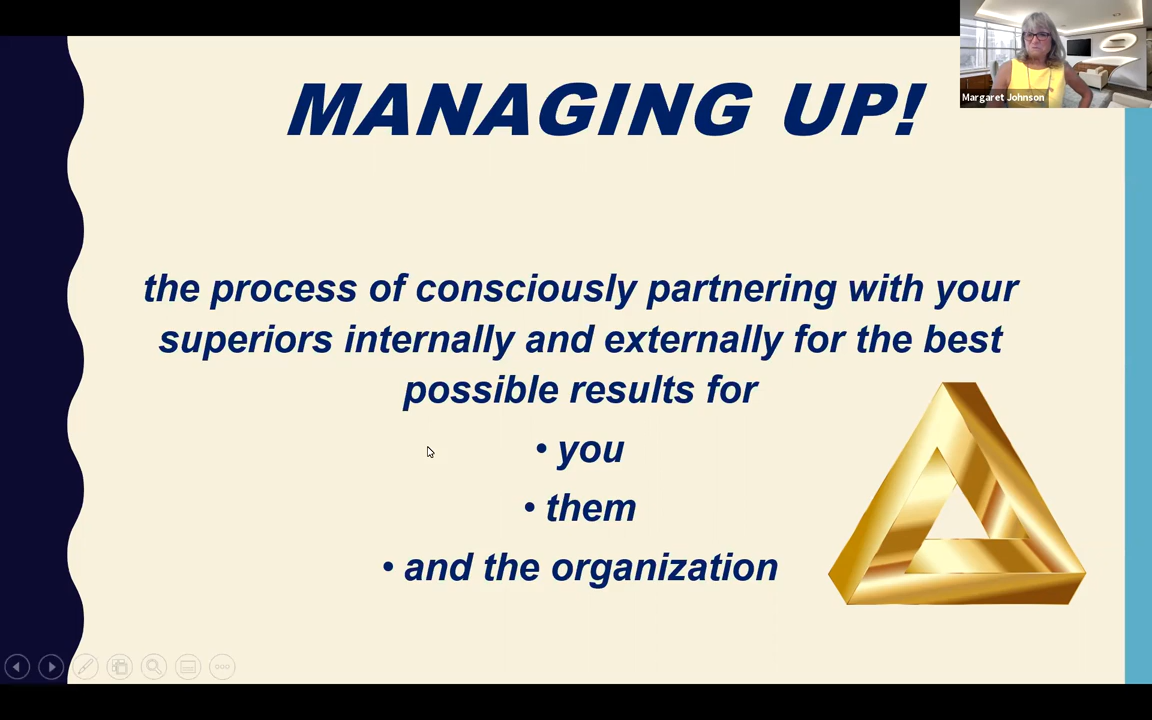 MANAGING UP!
Margaret Johnson
the process of consciously partnering with your
superiors internally and externally for the best
possible results for
• you
• them
• and the organization